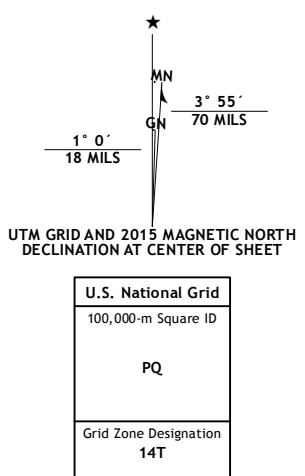 ★
MN
3° 55´
70 MILS
GN
1° 0´
18 MILS
UTM GRID AND 2015 MAGNETIC NORTH
DECLINATION AT CENTER OF SHEET
U.S. National Grid
100,000-m Square ID
PQ
Grid Zone Designation
14T